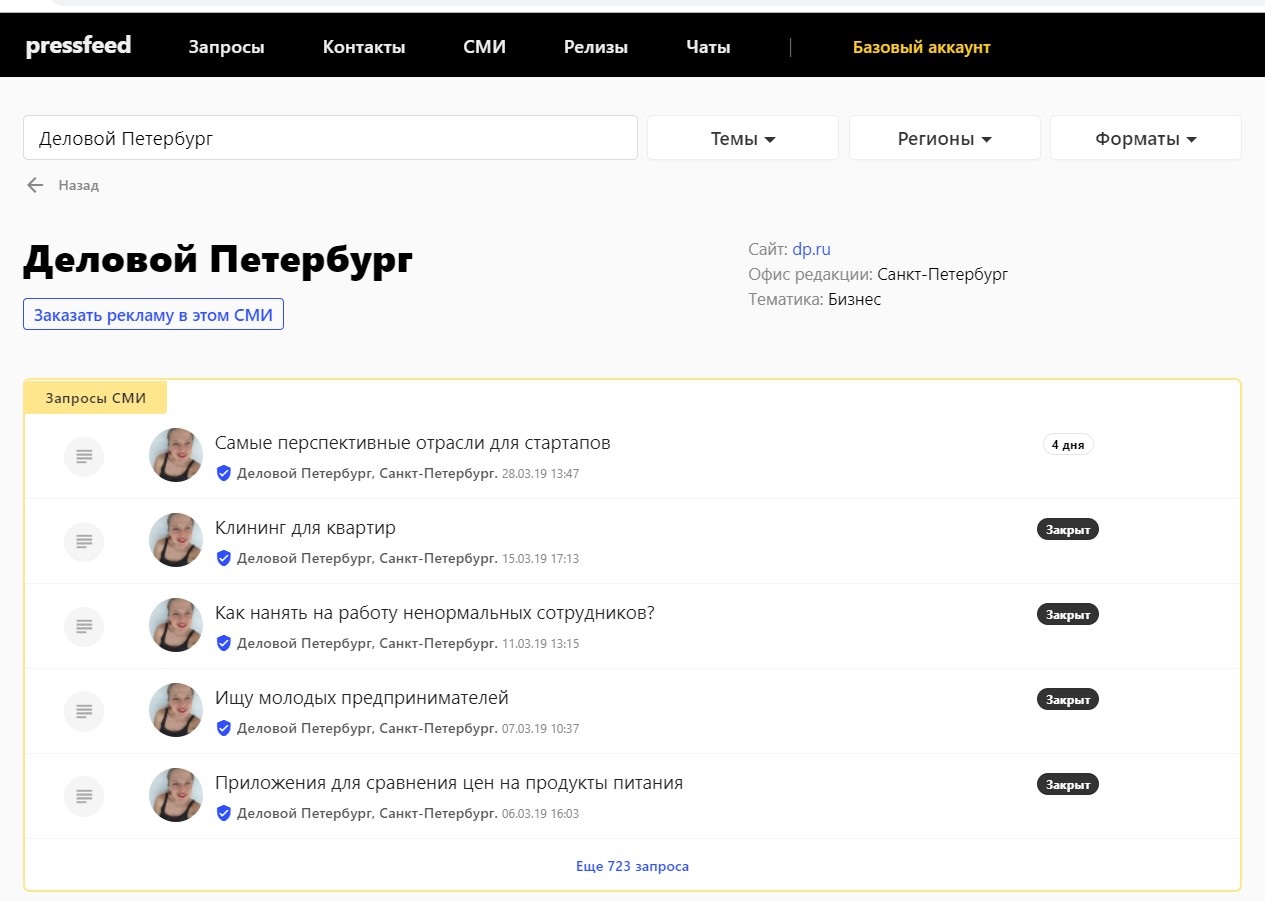 pressfeed Запросы Контакты СМИ Релизы Чаты Базовый аккаунт
Деловой Петербург Темы Регионы Форматы
Назад
Деловой Петербург
Заказать рекламу в этом СМИ
Сайт: dp.ru
Офис редакции: Санкт-Петербург
Тематика: Бизнес
Запросы СМИ
Самые перспективные отрасли для стартапов 4 дня
Деловой Петербург, Санкт-Петербург. 28.03.19 13:47
Клининг для квартир Закрыт
Деловой Петербург, Санкт-Петербург. 15.03.19 17:13
Как нанять на работу ненормальных сотрудников? Закрыт
Деловой Петербург, Санкт-Петербург. 11.03.19 13:15
Ищу молодых предпринимателей Закрыт
Деловой Петербург, Санкт-Петербург. 07.03.19 10:37
Приложения для сравнения цен на продукты питания Закрыт
Деловой Петербург, Санкт-Петербург. 06.03.19 16:03
Еще 723 запроса